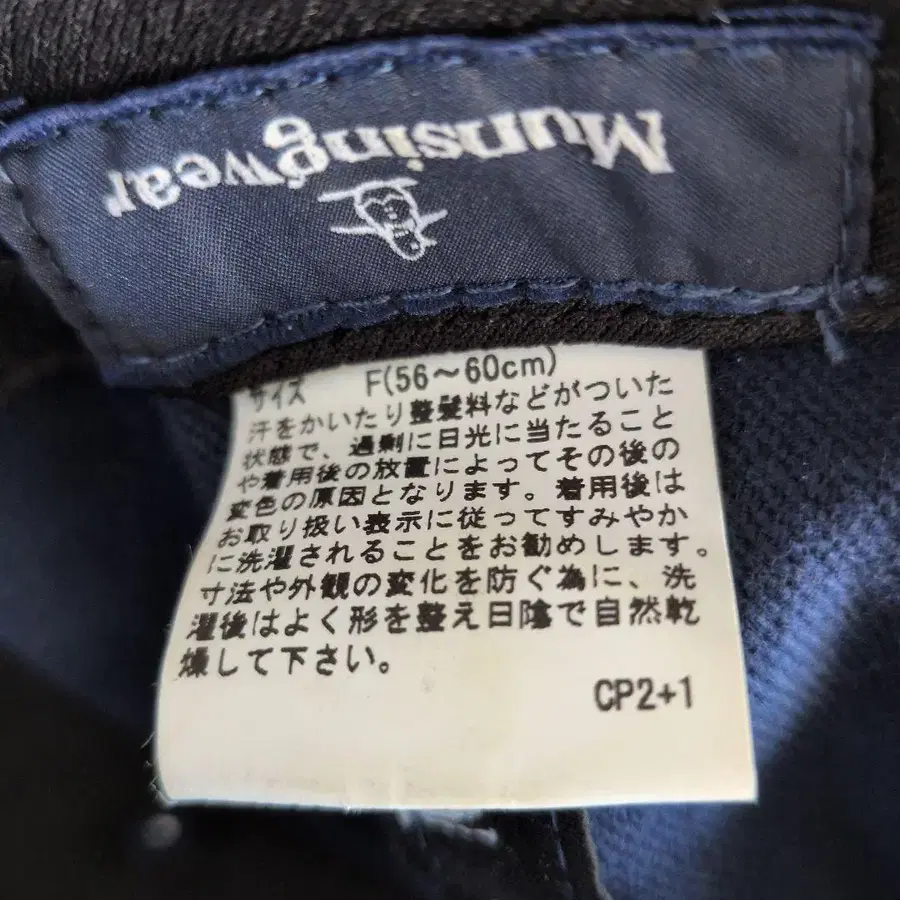 Munsingwear
サイズ F(56～60cm)
汗をかいたり整髪料などがついた
状態で、過剰に日光に当たること
や着用後の放置によってその後の
変色の原因となります。着用後は
お取り扱い表示に従ってすみやか
に洗濯されることをお勧めします。
寸法や外観の変化を防ぐ為に、洗
濯後はよく形を整え日陰で自然乾
燥して下さい。
CP2+1